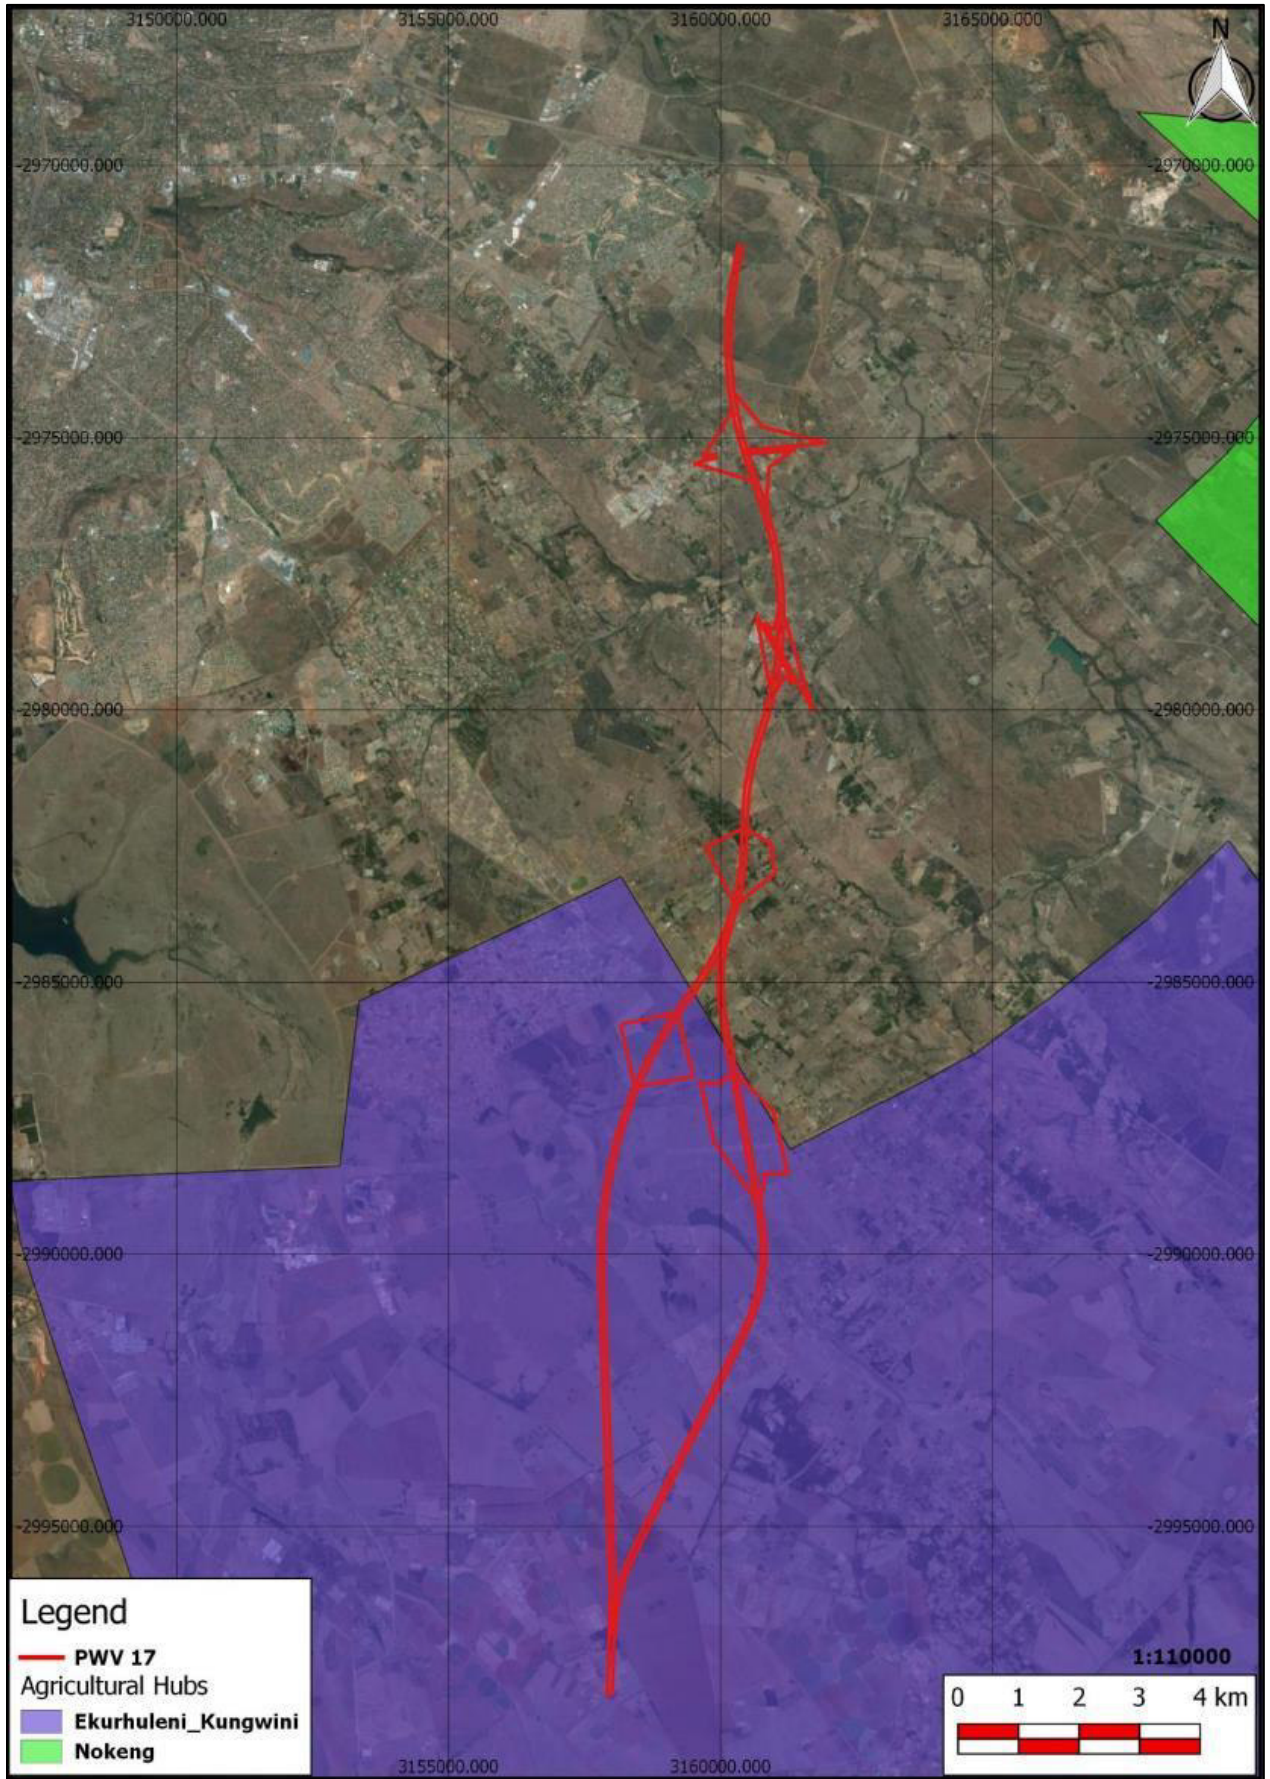 3150000.000 3155000.000 3160000.000 3165000.000
N
-2970000.000 -2970000.000
-2975000.000 -2975000.000
-2980000.000 -2980000.000
-2985000.000 -2985000.000
-2990000.000 -2990000.000
-2995000.000 -2995000.000
Legend
PWV 17
Agricultural Hubs
Ekurhuleni_Kungwini
Nokeng
1:110000
0 1 2 3 4 km
3155000.000 3160000.000